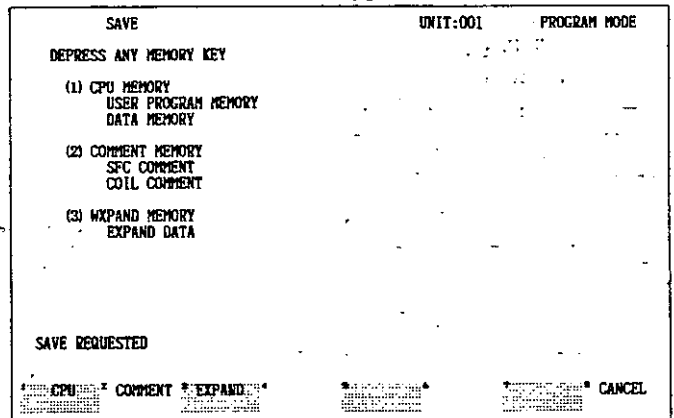 SAVE UNIT:001 PROGRAM MODE
DEPRESS ANY MEMORY KEY
(1) CPU MEMORY
USER PROGRAM MEMORY
DATA MEMORY
(2) COMMENT MEMORY
SFC COMMENT
COIL COMMENT
(3) WXPAND MEMORY
EXPAND DATA
SAVE REQUESTED
CPU COMMENT EXPAND CANCEL